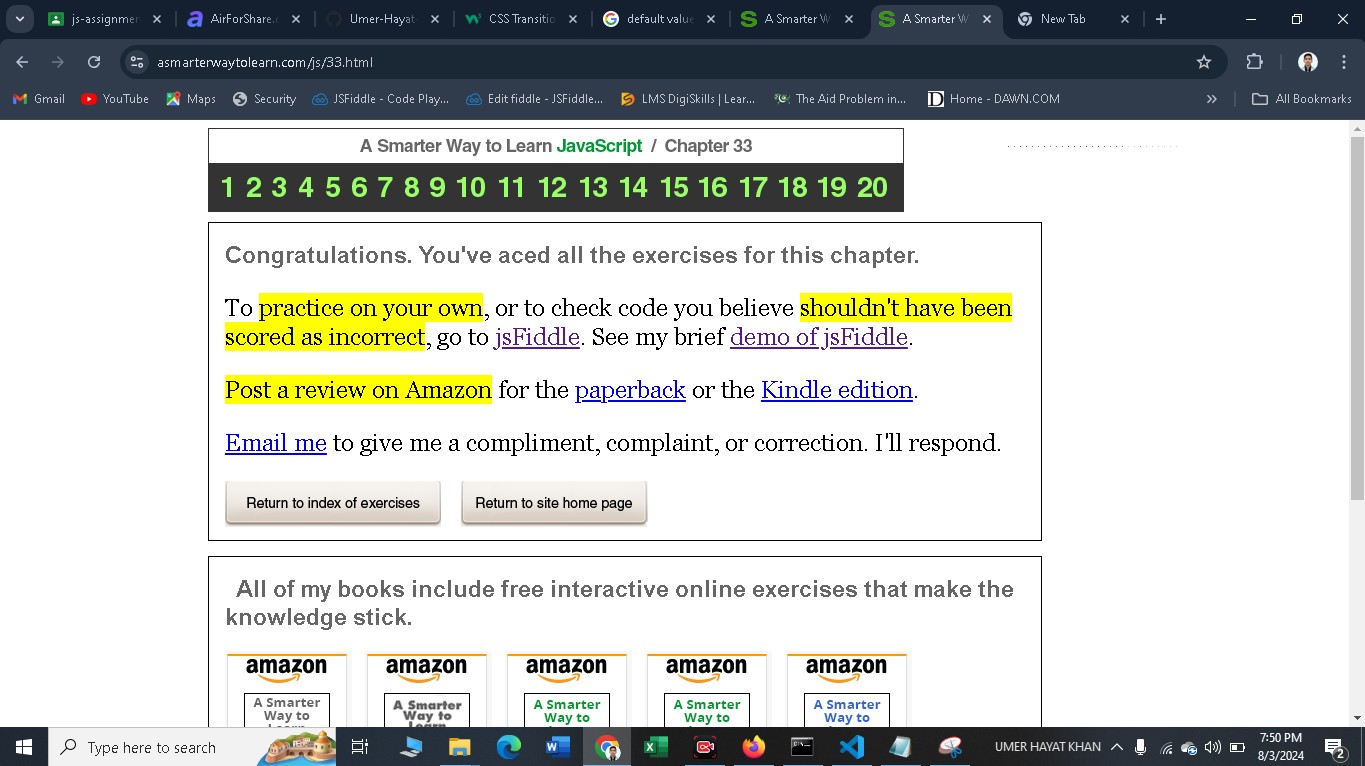 js-assignmen
AirForShare.c
Umer-Hayat
CSS Transitio
default value
A Smarter W
A Smarter W
New Tab
asmarterwaytolearn.com/js/33.html
Gmail
YouTube
Maps
Security
JSFiddle - Code Play...
Edit fiddle - JSFiddle...
LMS DigiSkills | Lear...
The Aid Problem in...
Home - DAWN.COM
All Bookmarks
A Smarter Way to Learn JavaScript / Chapter 33
1 2 3 4 5 6 7 8 9 10 11 12 13 14 15 16 17 18 19 20
Congratulations. You've aced all the exercises for this chapter.
To practice on your own, or to check code you believe shouldn't have been
scored as incorrect, go to jsFiddle. See my brief demo of jsFiddle.
Post a review on Amazon for the paperback or the Kindle edition.
Email me to give me a compliment, complaint, or correction. I'll respond.
Return to index of exercises
Return to site home page
All of my books include free interactive online exercises that make the
knowledge stick.
amazon
A Smarter
Way to
Learn
amazon
A Smarter
Way to
Learn
amazon
A Smarter
Way to
amazon
A Smarter
Way to
amazon
A Smarter
Way to
Type here to search
UMER HAYAT KHAN
7:50 PM
8/3/2024
2